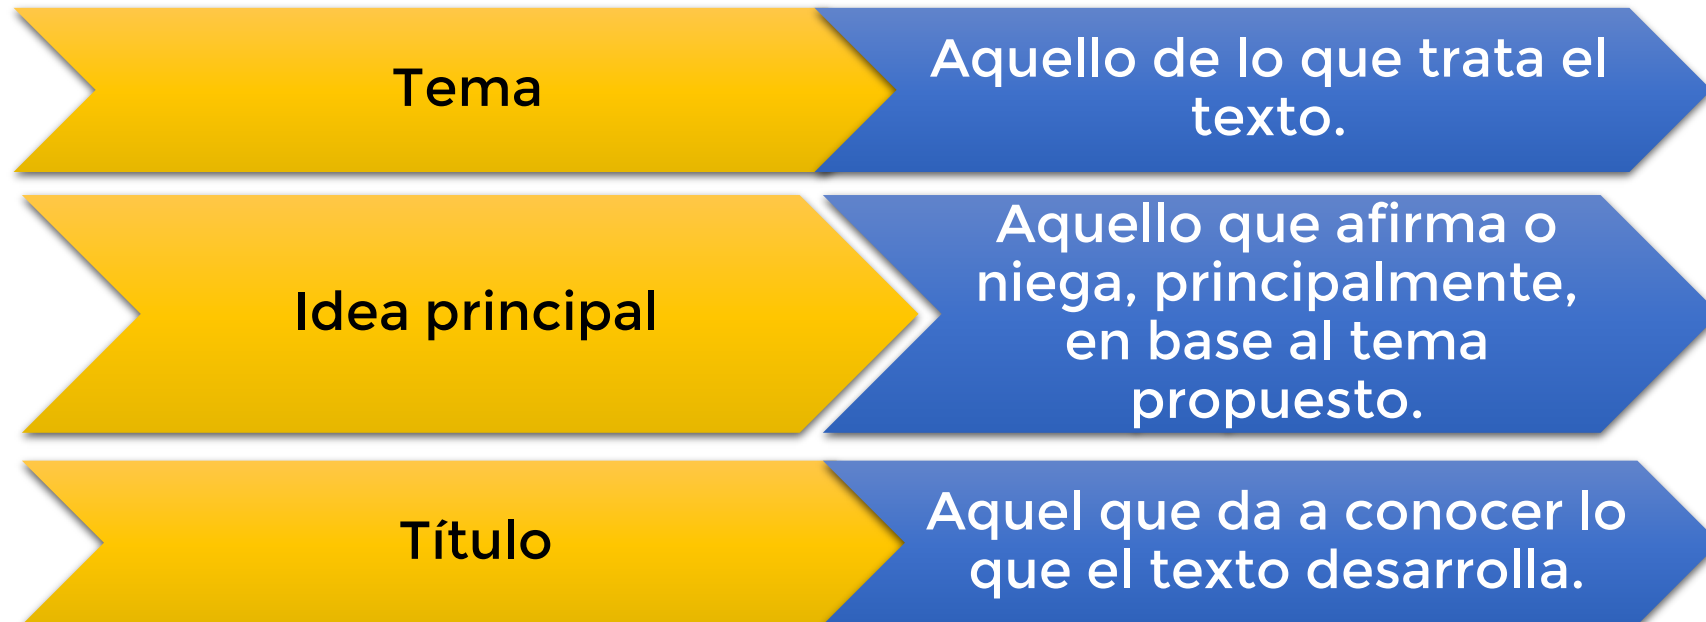 Tema
Aquello de lo que trata el
texto.
Idea principal
Aquello que afirma o
niega, principalmente,
en base al tema
propuesto.
Título
Aquel que da a conocer lo
que el texto desarrolla.